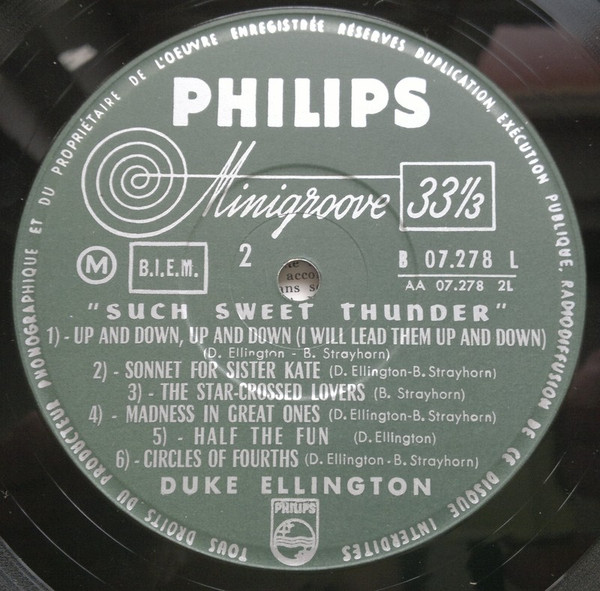 TOUS DROITS DU PRODUCTEUR PHONOGRAPHIQUE ET DU PROPRIÉTAIRE DE L'OEUVRE ENREGISTRÉE RÉSERVES DUPLICATION, EXÉCUTION PUBLIQUE, RADIODIFFUSION DE CE DISQUE INTERDITES
PHILIPS
Minigroove 33 1/3
M B.I.E.M. 2 B 07.278 L
AA 07.278 2L
"SUCH SWEET THUNDER"
1) - UP AND DOWN, UP AND DOWN (I WILL LEAD THEM UP AND DOWN)
(D. Ellington - B. Strayhorn)
2) - SONNET FOR SISTER KATE (D. Ellington-B. Strayhorn)
3) - THE STAR-CROSSED LOVERS (B. Strayhorn)
4) - MADNESS IN GREAT ONES (D. Ellington-B. Strayhorn)
5) - HALF THE FUN (D. Ellington)
6) - CIRCLES OF FOURTHS (D. Ellington - B. Strayhorn)
DUKE ELLINGTON
PHILIPS